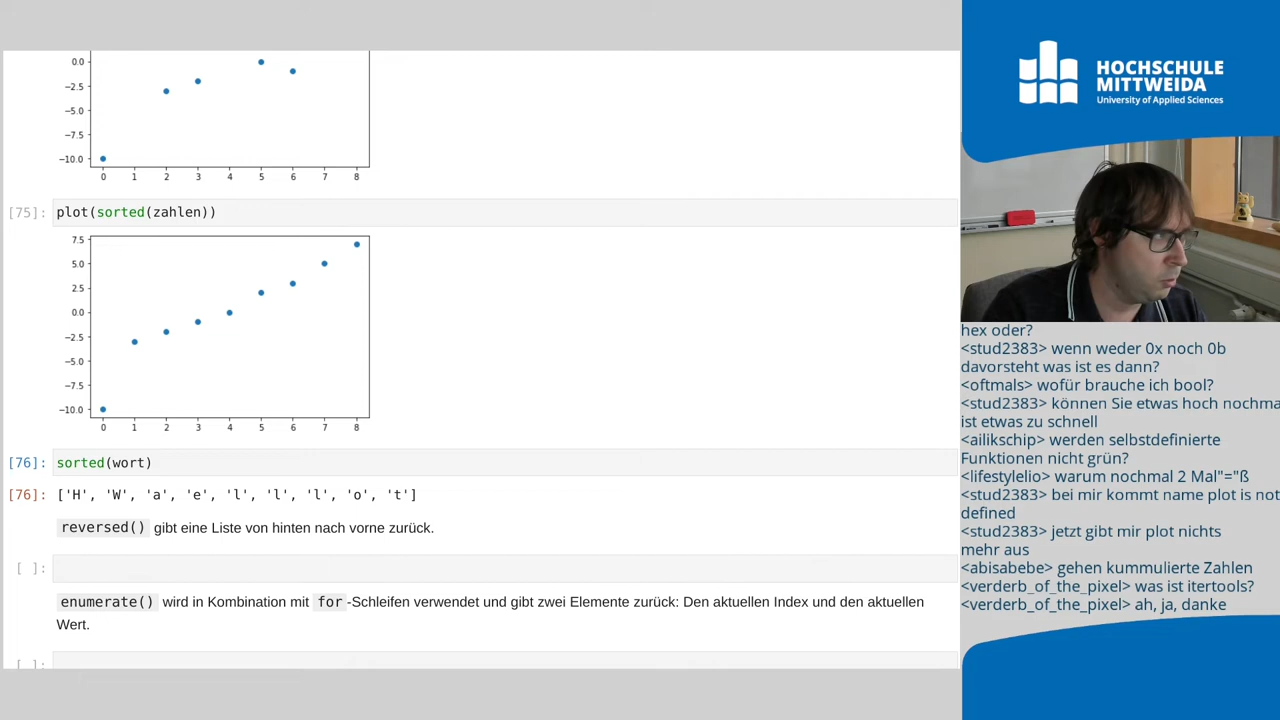 0.0
−2.5
−5.0
−7.5
−10.0
0 1 2 3 4 5 6 7 8
[75]: plot(sorted(zahlen))
7.5
5.0
2.5
0.0
−2.5
−5.0
−7.5
−10.0
0 1 2 3 4 5 6 7 8
[76]: sorted(wort)
[76]: ['H', 'W', 'a', 'e', 'l', 'l', 'l', 'o', 't']
reversed() gibt eine Liste von hinten nach vorne zurück.
[ ]:
enumerate() wird in Kombination mit for -Schleifen verwendet und gibt zwei Elemente zurück: Den aktuellen Index und den aktuellen
Wert.
[ ]:
HOCHSCHULE
MITTWEIDA
University of Applied Sciences
hex oder?
<stud2383> wenn weder 0x noch 0b
davorsteht was ist es dann?
<oftmals> wofür brauche ich bool?
<stud2383> können Sie etwas hoch nochma
ist etwas zu schnell
<ailikschip> werden selbstdefinierte
Funktionen nicht grün?
<lifestylelio> warum nochmal 2 Mal"="ß
<stud2383> bei mir kommt name plot is not
defined
<stud2383> jetzt gibt mir plot nichts
mehr aus
<abisabebe> gehen kummulierte Zahlen
<verderb_of_the_pixel> was ist itertools?
<verderb_of_the_pixel> ah, ja, danke